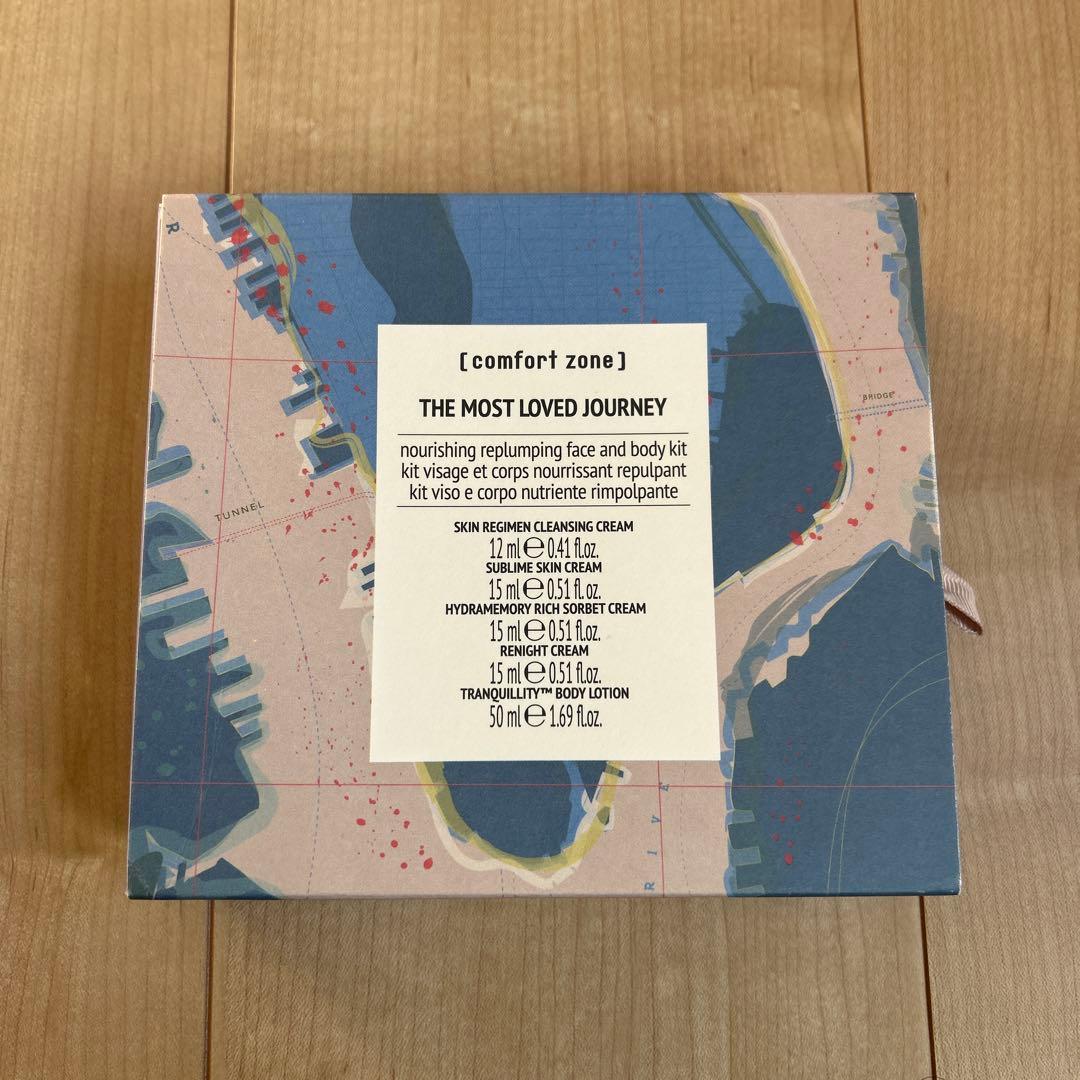 R
[ comfort zone ]
THE MOST LOVED JOURNEY
nourishing replumping face and body kit
kit visage et corps nourrissant repulpant
kit viso e corpo nutriente rimpolpante
SKIN REGIMEN CLEANSING CREAM
12 ml ℮ 0.41 fl.oz.
SUBLIME SKIN CREAM
15 ml ℮ 0.51 fl. oz.
HYDRAMEMORY RICH SORBET CREAM
15 ml ℮ 0.51 fl. oz.
RENIGHT CREAM
15 ml ℮ 0.51 fl.oz.
TRANQUILLITY™ BODY LOTION
50 ml ℮ 1.69 fl.oz.
BRIDGE
TUNNEL
RIVE